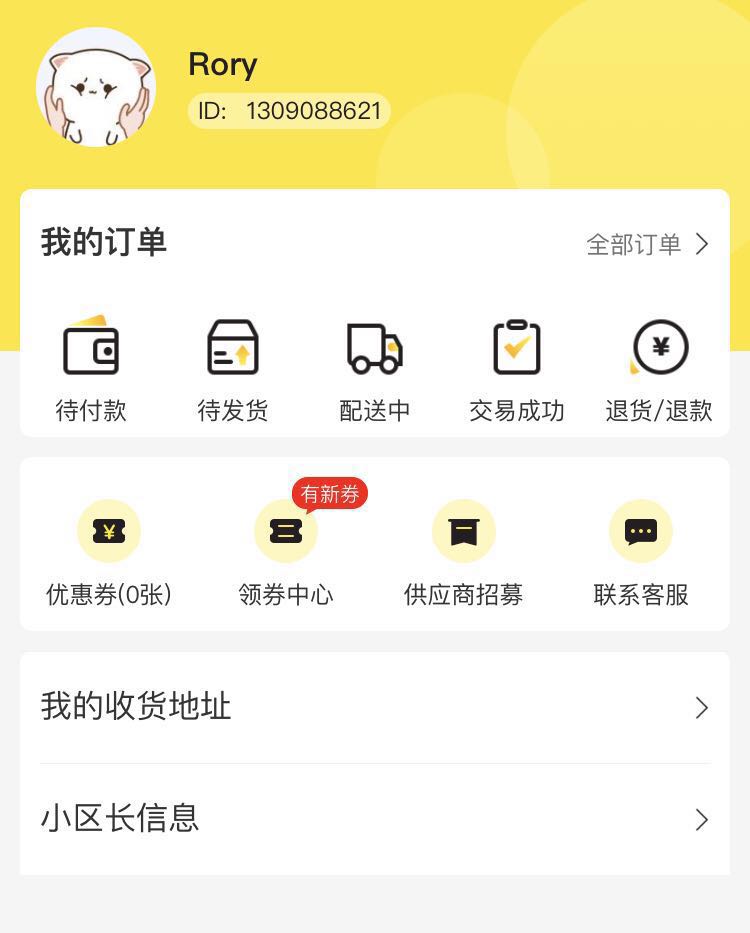 Rory
ID: 1309088621
我的订单
全部订单
¥
待付款 待发货 配送中 交易成功 退货/退款
有新券
¥
优惠券(0张) 领券中心 供应商招募 联系客服
我的收货地址
小区长信息